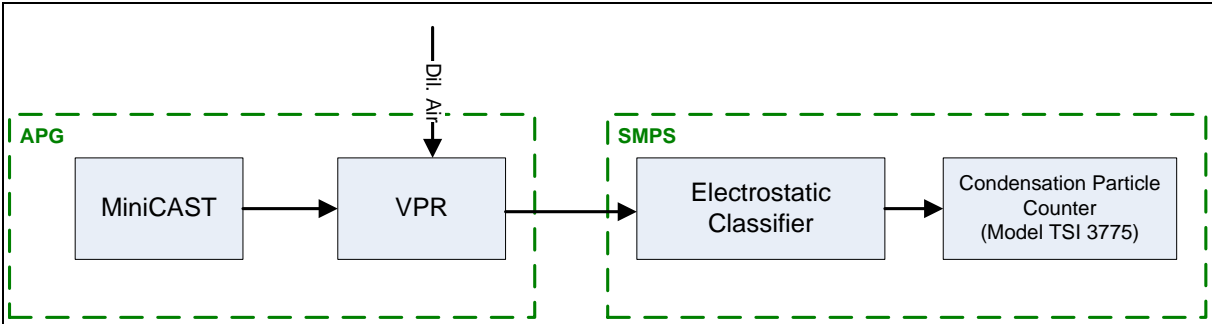 Dil. Air
APG
SMPS
MiniCAST
VPR
Electrostatic
Classifier
Condensation Particle
Counter
(Model TSI 3775)